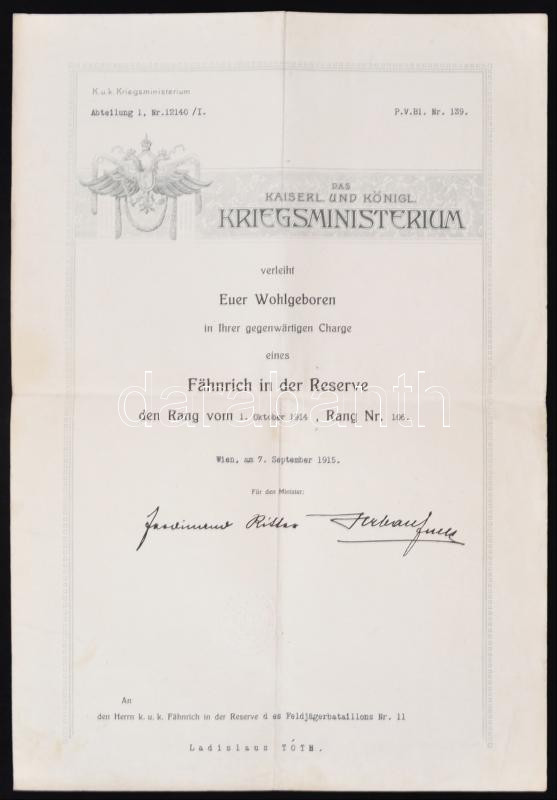 K.u.k. Kriegsministerium
Abteilung 1, Nr.12140 /I.
P.V.Bl. Nr. 139.
DAS
KAISERL. UND KÖNIGL.
KRIEGSMINISTERIUM
verleiht
Euer Wohlgeboren
in Ihrer gegenwärtigen Charge
eines
Fähnrich in der Reserve
darabanth
den Rang vom 1. Oktober 1914 , Rang Nr. 106.
Wien, am 7. September 1915.
Für den Minister:
Ferdinand Ritter
An
den Herrn k. u. k. Fähnrich in der Reserve des Feldjägerbataillons Nr. 11
Ladislaus TÓTH.